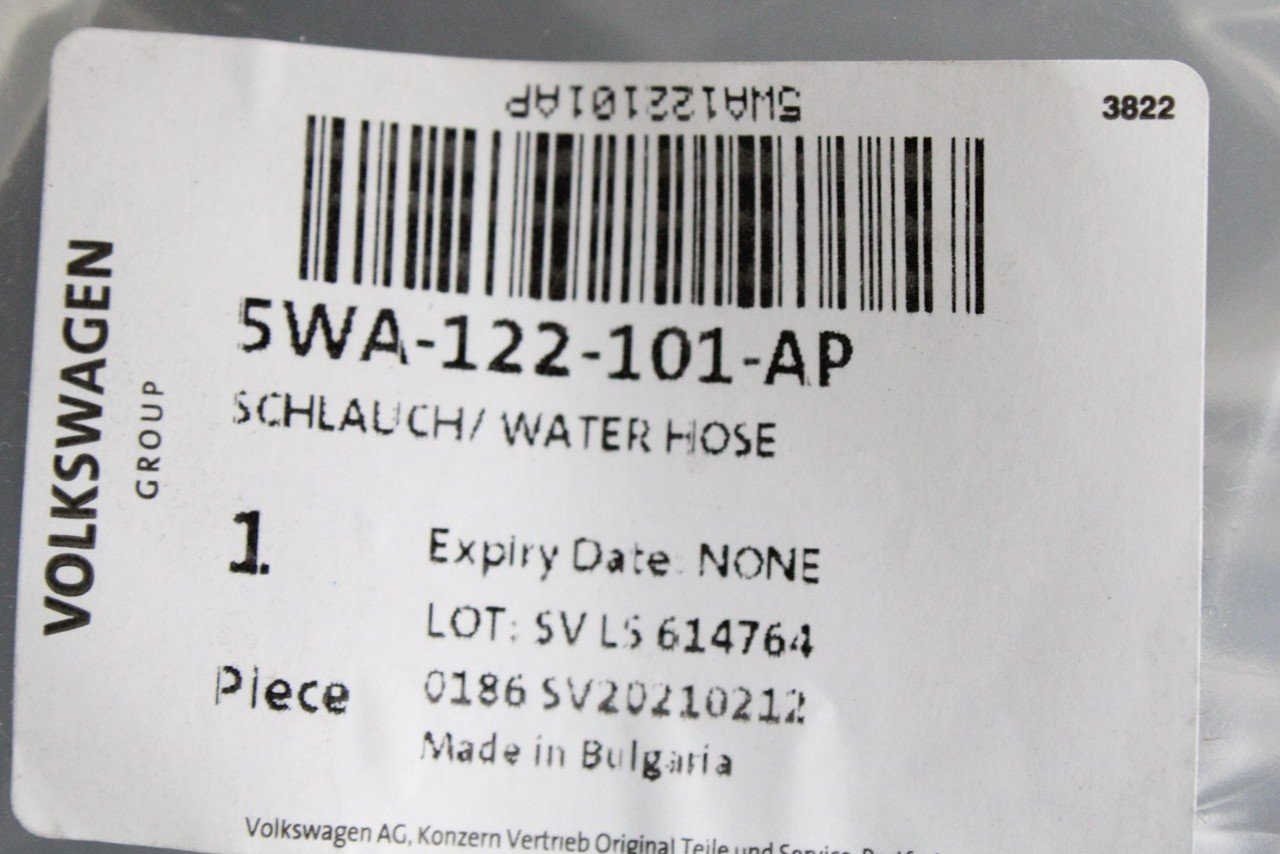 5WA122101AP
3822
5WA-122-101-AP
SCHLAUCH/ WATER HOSE
VOLKSWAGEN
GROUP
1
Piece
Expiry Date: NONE
LOT: SV LS 614764
0186 SV20210212
Made in Bulgaria
Volkswagen AG, Konzern Vertrieb Original Teile und Service